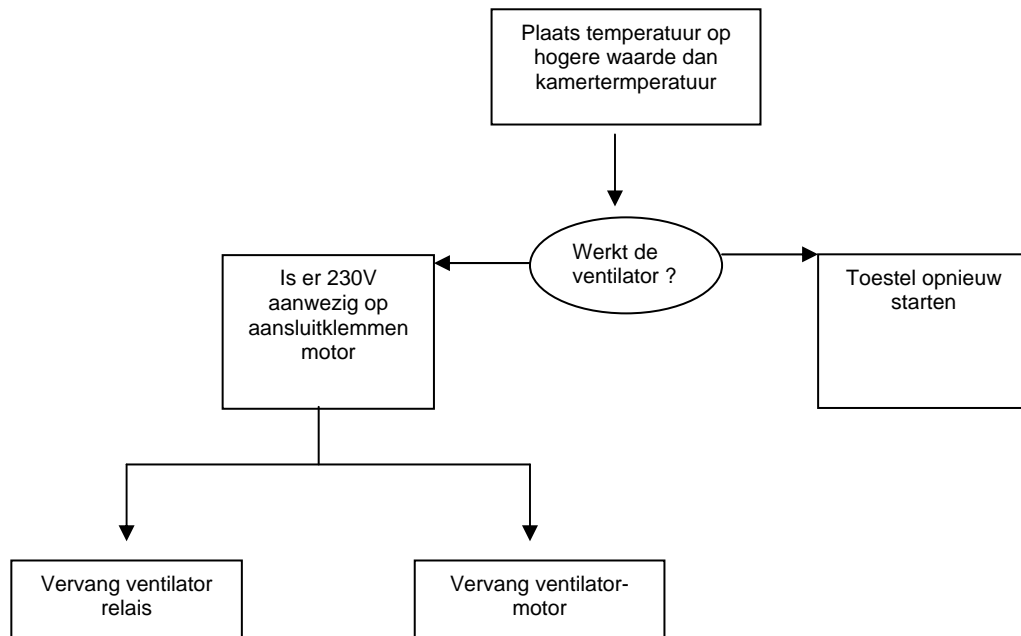 Plaats temperatuur op
hogere waarde dan
kamertermperatuur
Werkt de
ventilator ?
Is er 230V
aanwezig op
aansluitklemmen
motor
Toestel opnieuw
starten
Vervang ventilator
relais
Vervang ventilator-
motor